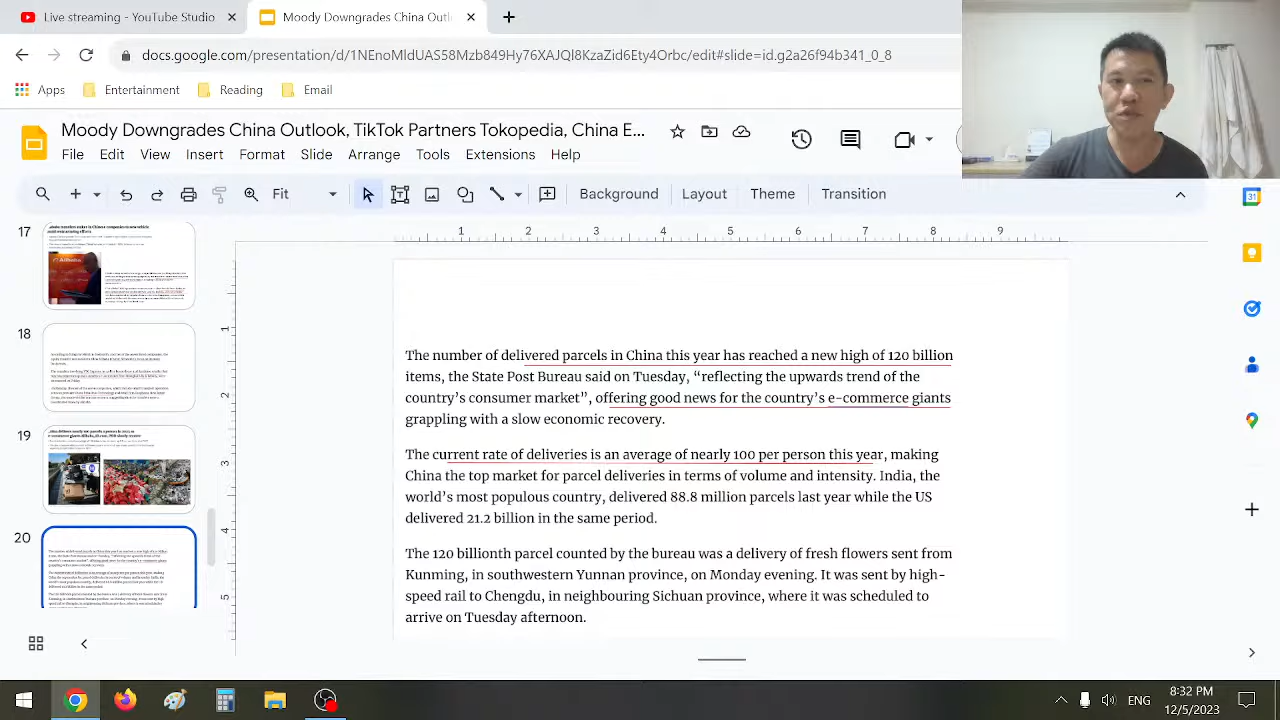 Live streaming - YouTube Studio
Moody Downgrades China Outl
docs.google.com/presentation/d/1NENoMldHTMCS8Mzb849Hvr6XAJQl8KzaZid6Ety4Orbc/edit#slide=id.g2a26f94b341_0_8
Apps
Entertainment
Reading
Email
Moody Downgrades China Outlook, TikTok Partners Tokopedia, China E...
File Edit View Insert Format Slide Arrange Tools Extensions Help
Fit
Background Layout Theme Transition
31
3 4 5 8 9
17
18
19
20
The number of delivered parcels in China this year has reached a new high of 120 billion
items, the State Post Bureau said on Tuesday, "reflecting the upwards trend of the
country's consumer market", offering good news for the country's e-commerce giants
grappling with a slow economic recovery.
The current rate of deliveries is an average of nearly 100 per person this year, making
China the top market for parcel deliveries in terms of volume and intensity. India, the
world's most populous country, delivered 88.8 million parcels last year while the US
delivered 21.2 billion in the same period.
The 120 billionth parcel tracked by the bureau was a delivery of flowers sent from
Kunming, in southwestern Yunnan province, on Monday evening. It was sent by high-
speed rail to Chengdu, in neighbouring Sichuan province, where it was scheduled to
arrive on Tuesday afternoon.
ENG
8:32 PM
12/5/2023